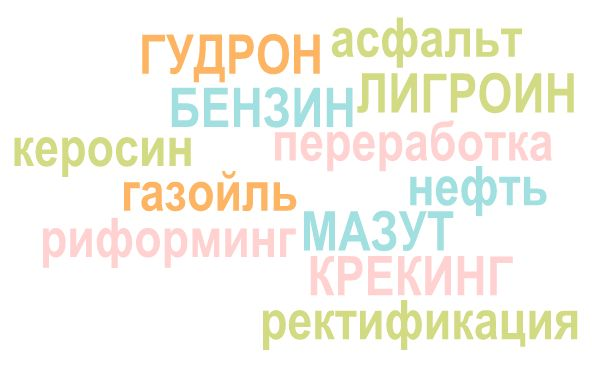 ГУДРОН асфальт
БЕНЗИН ЛИГРОИН
керосин переработка
газойль нефть
риформинг МАЗУТ
КРЕКИНГ
ректификация